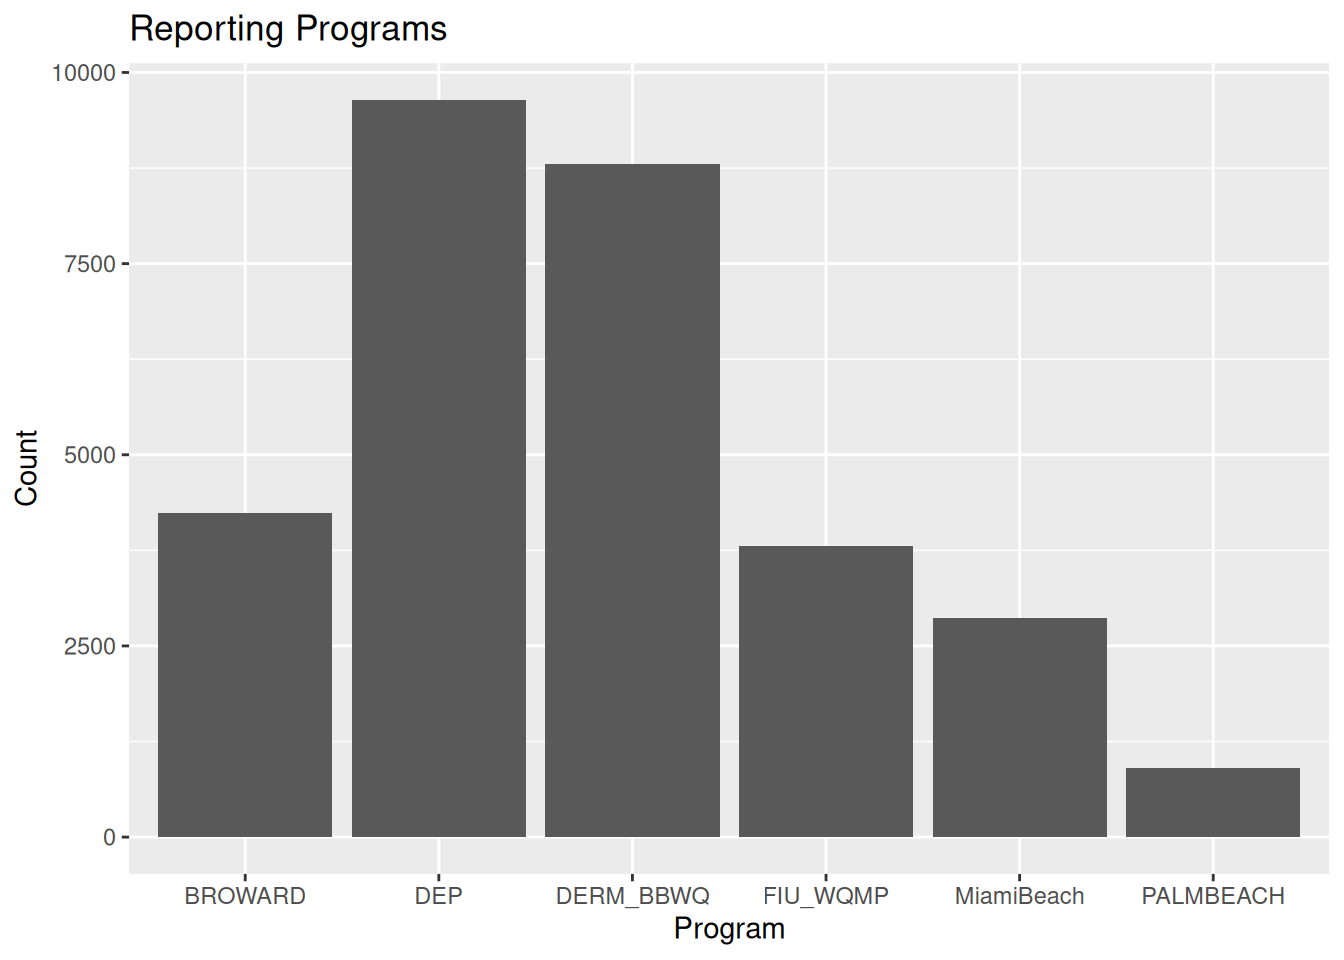 Reporting Programs
10000
7500
5000
2500
0
Count
BROWARD DEP DERM_BBWQ FIU_WQMP MiamiBeach PALMBEACH
Program